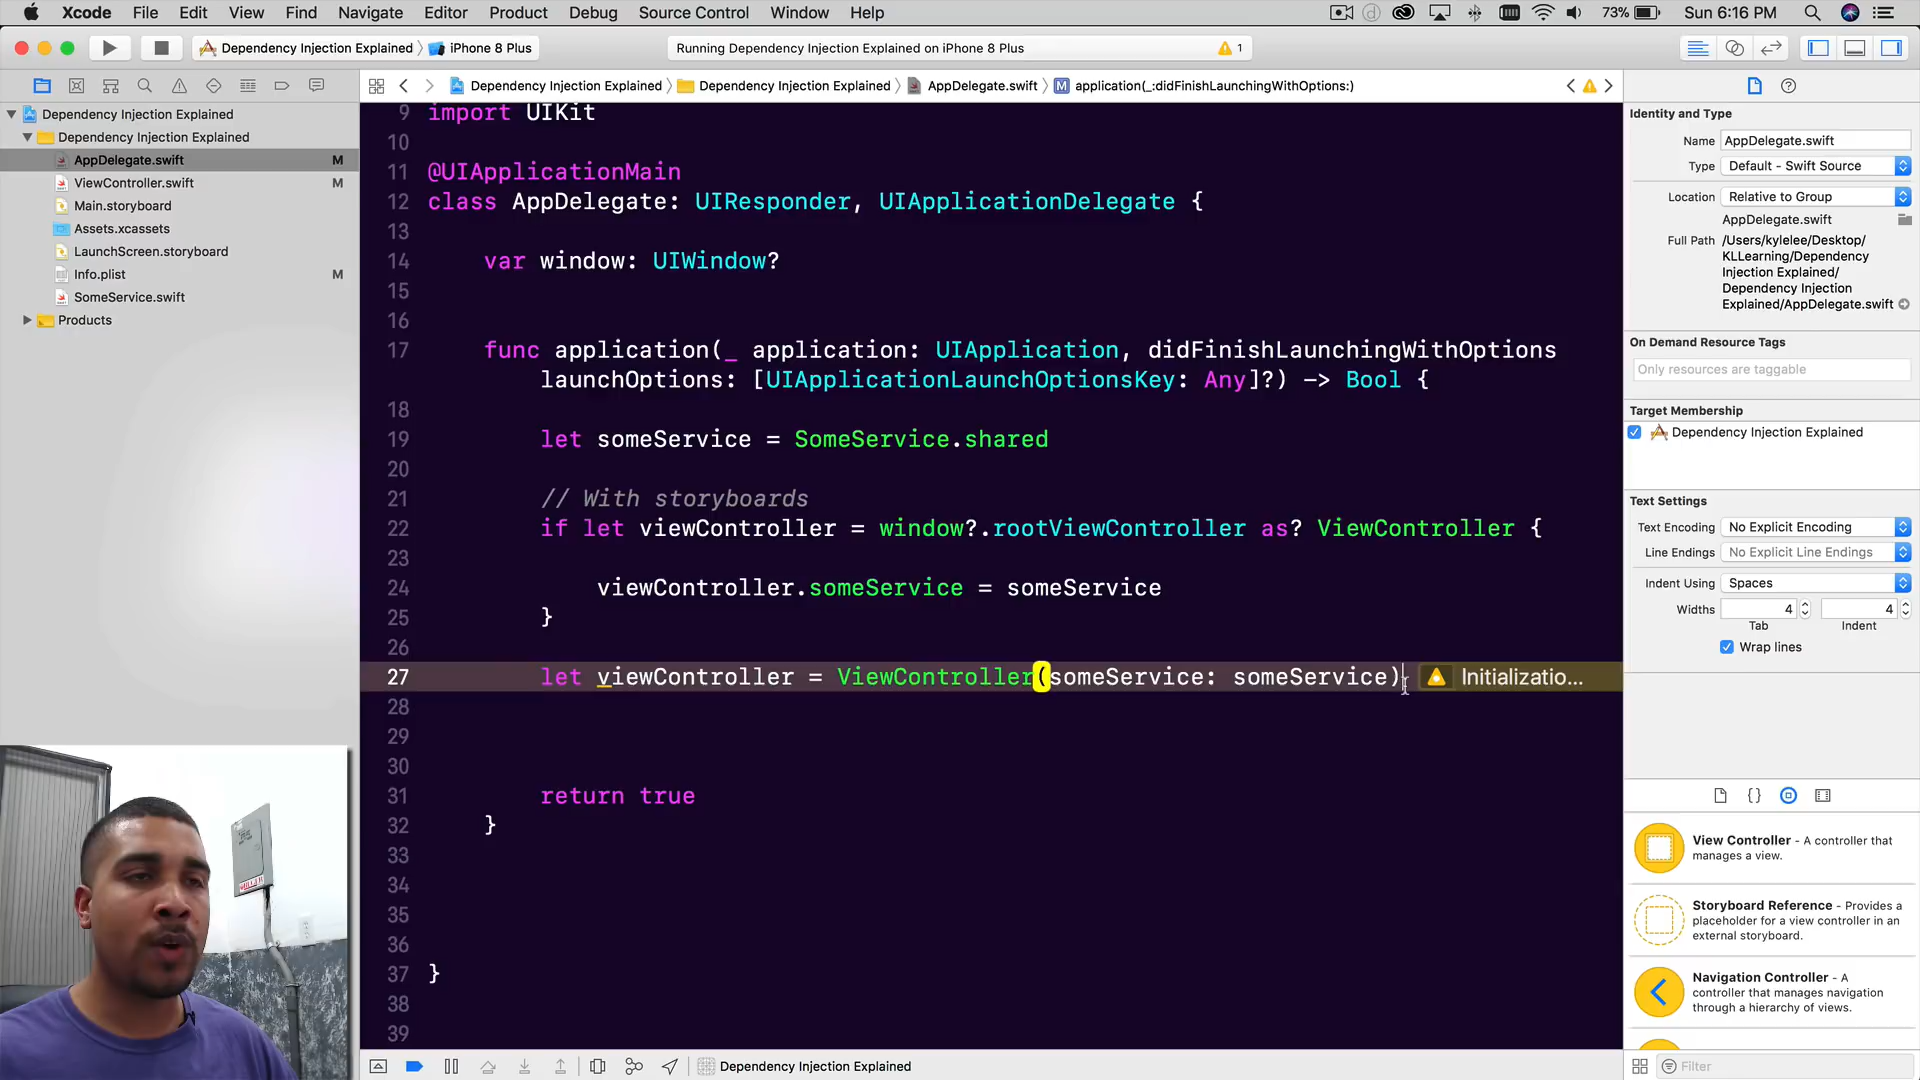 Xcode File Edit View Find Navigate Editor Product Debug Source Control Window Help 73% Sun 6:16 PM
Dependency Injection Explained iPhone 8 Plus
Running Dependency Injection Explained on iPhone 8 Plus 1
Dependency Injection Explained Dependency Injection Explained AppDelegate.swift M application(_:didFinishLaunchingWithOptions:)
Dependency Injection Explained
Dependency Injection Explained
AppDelegate.swift M
ViewController.swift M
Main.storyboard
Assets.xcassets
LaunchScreen.storyboard
Info.plist M
SomeService.swift
Products
9 import UIKit
10
11 @UIApplicationMain
12 class AppDelegate: UIResponder, UIApplicationDelegate {
13
14 var window: UIWindow?
15
16
17 func application(_ application: UIApplication, didFinishLaunchingWithOptions
launchOptions: [UIApplicationLaunchOptionsKey: Any]?) -> Bool {
18
19 let someService = SomeService.shared
20
21 // With storyboards
22 if let viewController = window?.rootViewController as? ViewController {
23
24 viewController.someService = someService
25 }
26
27 let viewController = ViewController(someService: someService) Initializatio...
28
29
30
31 return true
32 }
33
34
35
36
37 }
38
39
Dependency Injection Explained
Identity and Type
Name AppDelegate.swift
Type Default - Swift Source
Location Relative to Group
AppDelegate.swift
Full Path /Users/kylelee/Desktop/
KLLearning/Dependency
Injection Explained/
Dependency Injection
Explained/AppDelegate.swift
On Demand Resource Tags
Only resources are taggable
Target Membership
Dependency Injection Explained
Text Settings
Text Encoding No Explicit Encoding
Line Endings No Explicit Line Endings
Indent Using Spaces
Widths 4 4
Tab Indent
Wrap lines
{}
View Controller - A controller that
manages a view.
Storyboard Reference - Provides a
placeholder for a view controller in an
external storyboard.
Navigation Controller - A
controller that manages navigation
through a hierarchy of views.
Filter